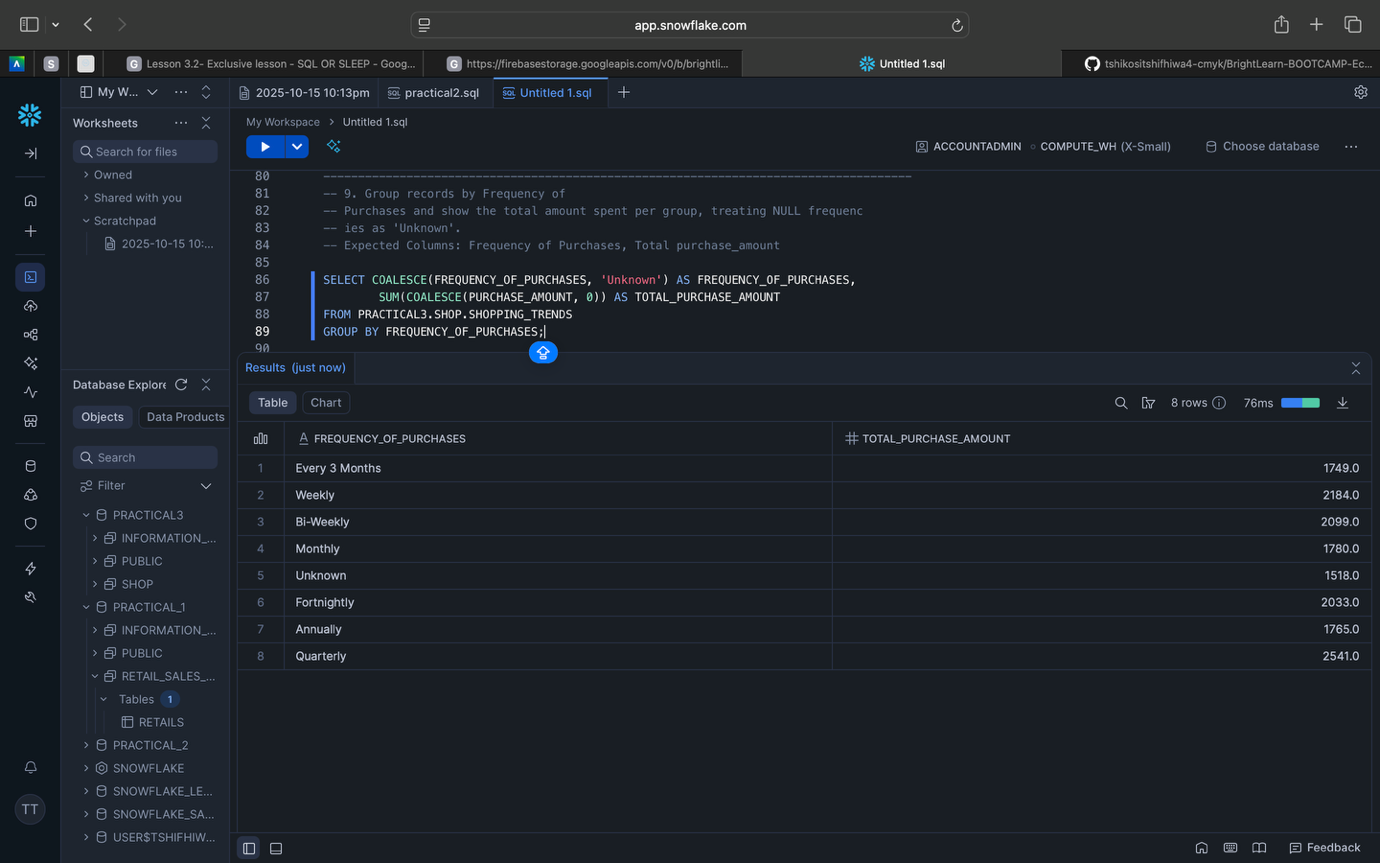 app.snowflake.com
S
G Lesson 3.2- Exclusive lesson - SQL OR SLEEP - Goog...
G https://firebasestorage.googleapis.com/v0/b/brightli...
Untitled 1.sql
tshikositshifhiwa4-cmyk/BrightLearn-BOOTCAMP-Ec...
My W...
2025-10-15 10:13pm
SQL practical2.sql
SQL Untitled 1.sql
Worksheets
My Workspace > Untitled 1.sql
Search for files
ACCOUNTADMIN
COMPUTE_WH (X-Small)
Choose database
Owned
Shared with you
Scratchpad
2025-10-15 10:...
80 -------------------------------------------------------------------------------------
81 -- 9. Group records by Frequency of
82 -- Purchases and show the total amount spent per group, treating NULL frequenc
83 -- ies as 'Unknown'.
84 -- Expected Columns: Frequency of Purchases, Total purchase_amount
85
86 SELECT COALESCE(FREQUENCY_OF_PURCHASES, 'Unknown') AS FREQUENCY_OF_PURCHASES,
87 SUM(COALESCE(PURCHASE_AMOUNT, 0)) AS TOTAL_PURCHASE_AMOUNT
88 FROM PRACTICAL3.SHOP.SHOPPING_TRENDS
89 GROUP BY FREQUENCY_OF_PURCHASES;
90
Results (just now)
Table
Chart
8 rows
76ms
FREQUENCY_OF_PURCHASES TOTAL_PURCHASE_AMOUNT
1 Every 3 Months 1749.0
2 Weekly 2184.0
3 Bi-Weekly 2099.0
4 Monthly 1780.0
5 Unknown 1518.0
6 Fortnightly 2033.0
7 Annually 1765.0
8 Quarterly 2541.0
Database Explore
Objects
Data Products
Search
Filter
PRACTICAL3
INFORMATION_...
PUBLIC
SHOP
PRACTICAL_1
INFORMATION_...
PUBLIC
RETAIL_SALES_...
Tables 1
RETAILS
PRACTICAL_2
SNOWFLAKE
SNOWFLAKE_LE...
SNOWFLAKE_SA...
USER$TSHIFHIW...
TT
Feedback